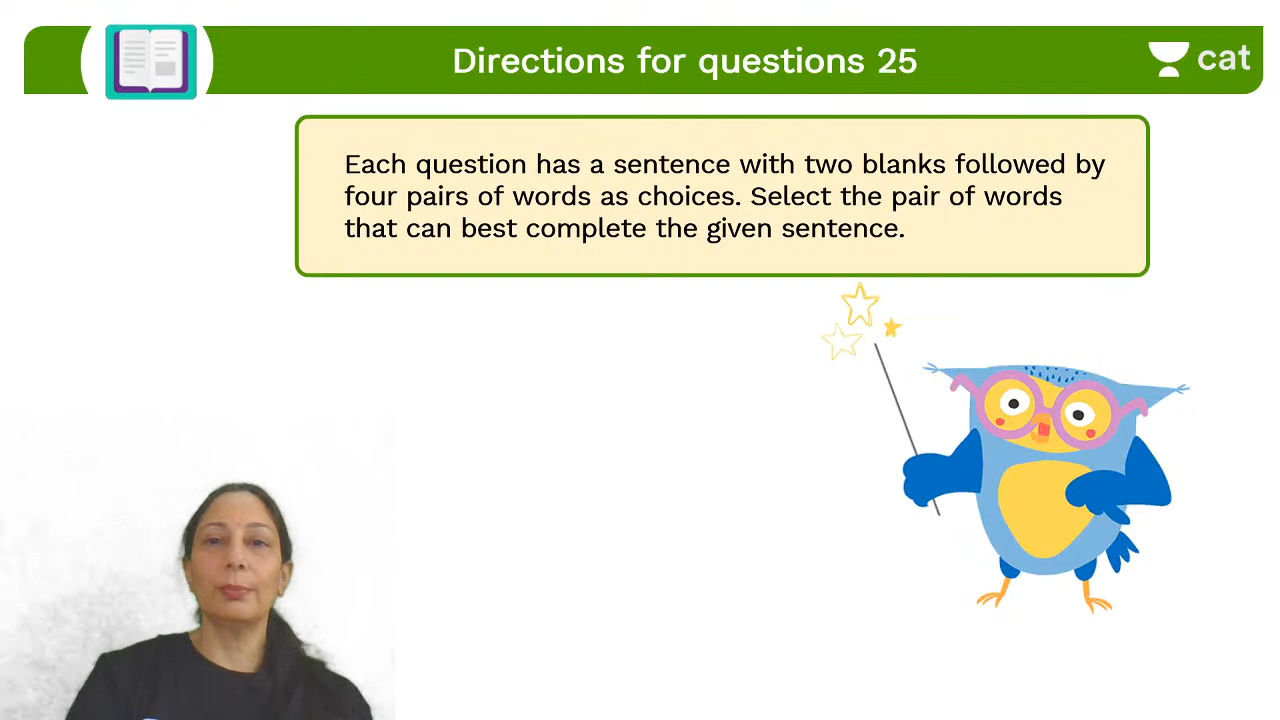 Directions for questions 25
cat
Each question has a sentence with two blanks followed by
four pairs of words as choices. Select the pair of words
that can best complete the given sentence.